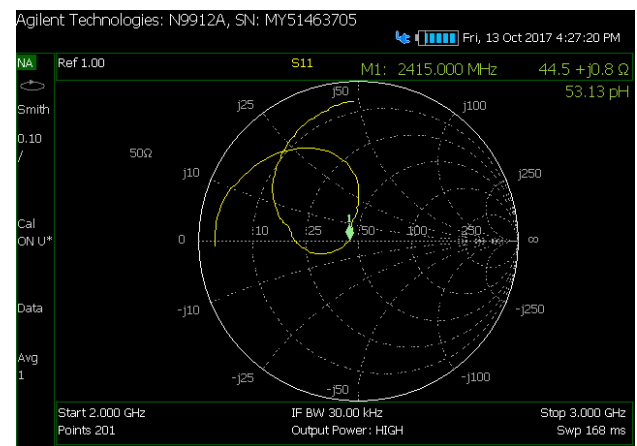 Agilent Technologies: N9912A, SN: MY51463705
Fri, 13 Oct 2017 4:27:20 PM
NA
Ref 1.00
S11
M1: 2415.000 MHz 44.5 +j0.8 Ω
53.13 pH
Smith
0.10
/
50Ω
Cal
ON U*
Data
Avg
1
j50
j25
j100
j10
j250
0
10
25
50
100
250
∞
-j10
-j250
-j25
-j100
-j50
Start 2.000 GHz
IF BW 30.00 kHz
Stop 3.000 GHz
Points 201
Output Power: HIGH
Swp 168 ms